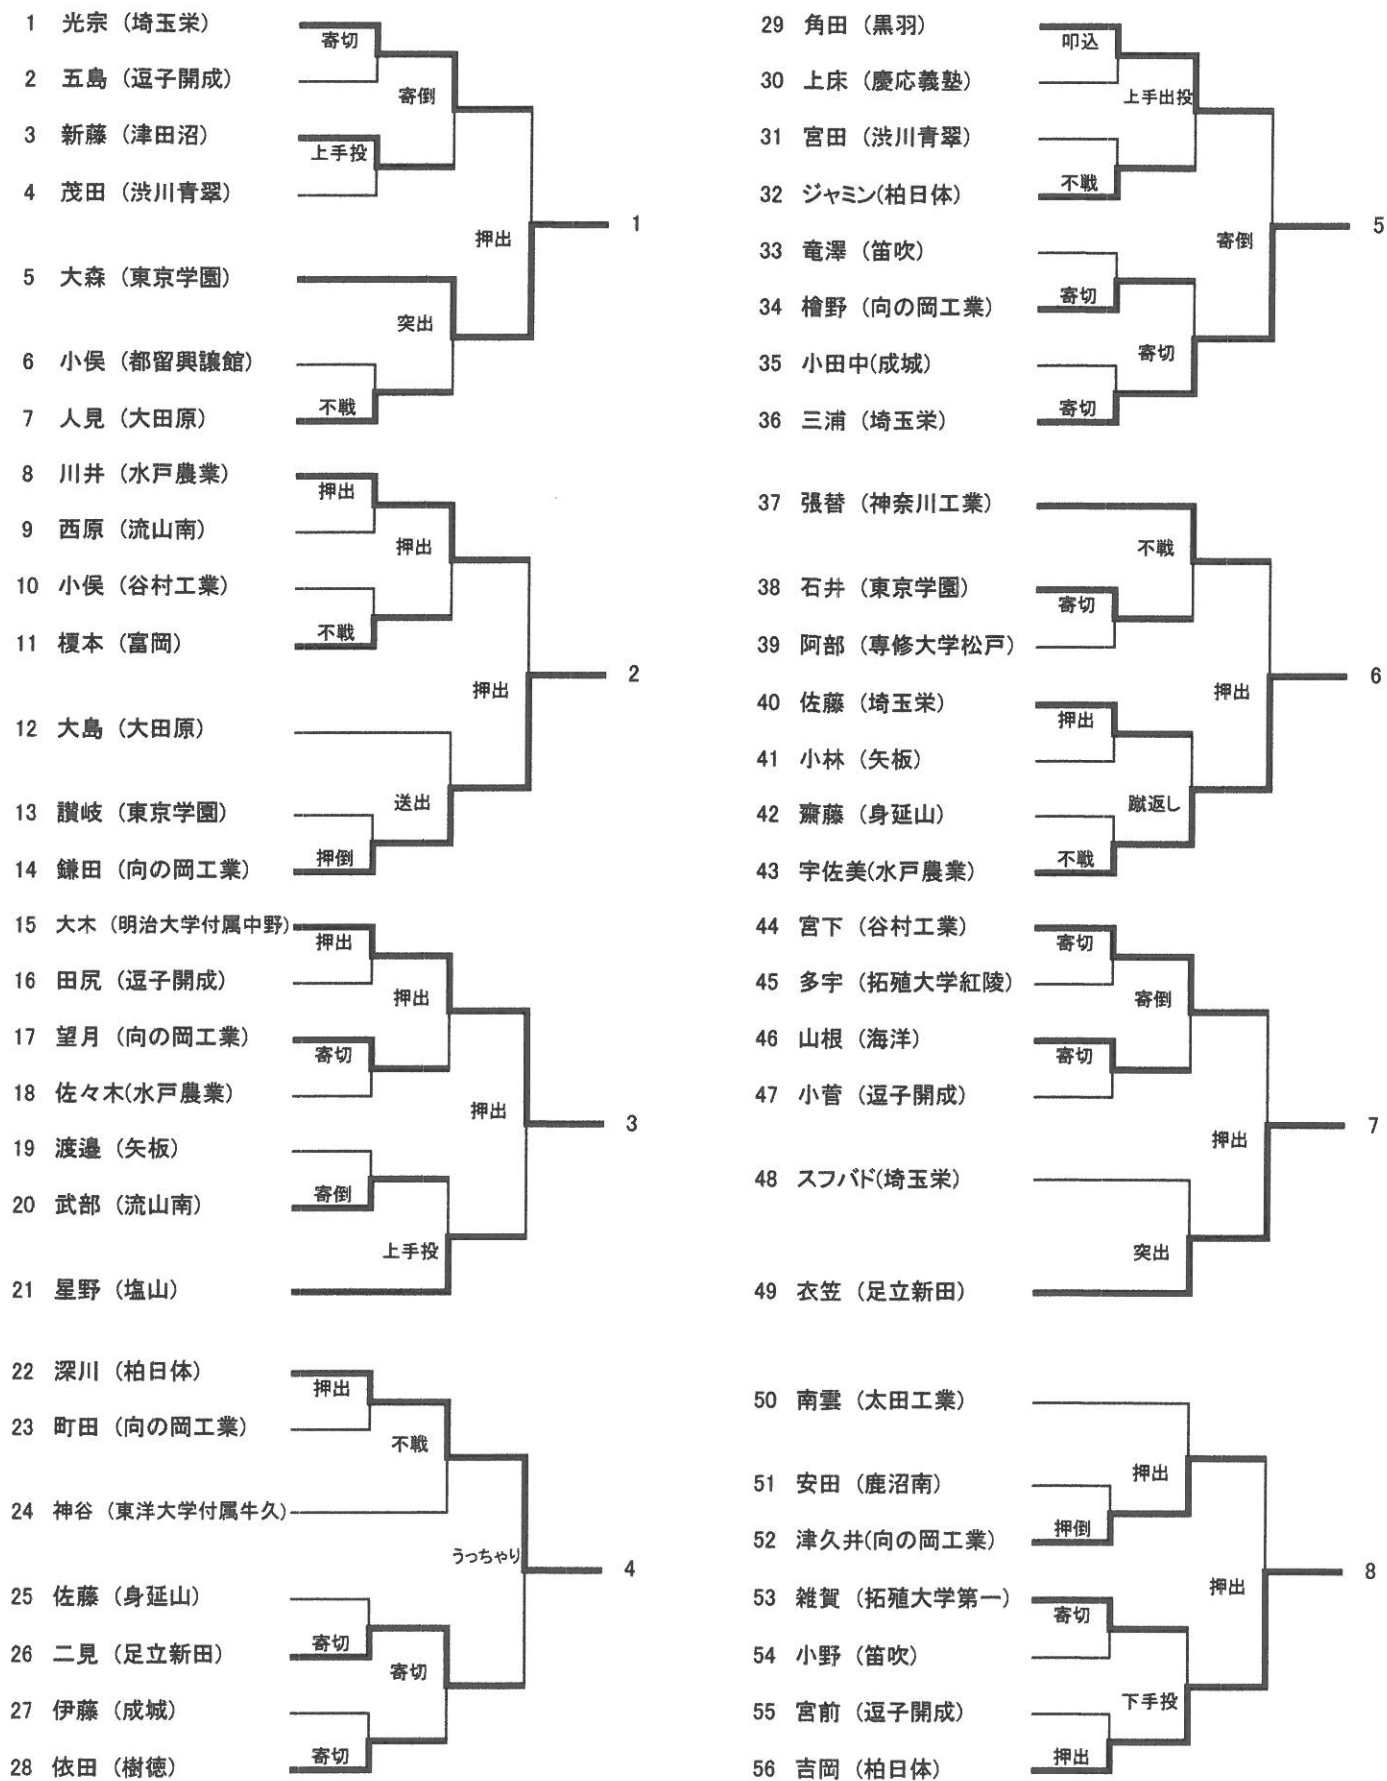 1 光宗 (埼玉栄)
寄切
2 五島 (逗子開成)
寄倒
3 新藤 (津田沼)
上手投
4 茂田 (渋川青翠)
押出
1
5 大森 (東京学園)
突出
6 小俣 (都留興譲館)
不戦
7 人見 (大田原)
8 川井 (水戸農業)
押出
9 西原 (流山南)
押出
10 小俣 (谷村工業)
不戦
11 榎本 (富岡)
押出
2
12 大島 (大田原)
送出
13 讃岐 (東京学園)
押倒
14 鎌田 (向の岡工業)
15 大木 (明治大学付属中野)
押出
16 田尻 (逗子開成)
押出
17 望月 (向の岡工業)
寄切
18 佐々木(水戸農業)
押出
3
19 渡邉 (矢板)
寄倒
20 武部 (流山南)
上手投
21 星野 (塩山)
22 深川 (柏日体)
押出
23 町田 (向の岡工業)
不戦
24 神谷 (東洋大学付属牛久)
うっちゃり
4
25 佐藤 (身延山)
寄切
26 二見 (足立新田)
寄切
27 伊藤 (成城)
寄切
28 依田 (樹徳)
29 角田 (黒羽)
叩込
30 上床 (慶応義塾)
上手出投
31 宮田 (渋川青翠)
不戦
32 ジャミン(柏日体)
寄倒
5
33 竜澤 (笛吹)
寄切
34 檜野 (向の岡工業)
寄切
35 小田中(成城)
寄切
36 三浦 (埼玉栄)
37 張替 (神奈川工業)
不戦
38 石井 (東京学園)
寄切
39 阿部 (専修大学松戸)
押出
6
40 佐藤 (埼玉栄)
押出
41 小林 (矢板)
蹴返し
42 齋藤 (身延山)
不戦
43 宇佐美(水戸農業)
44 宮下 (谷村工業)
寄切
45 多宇 (拓殖大学紅陵)
寄倒
46 山根 (海洋)
寄切
47 小菅 (逗子開成)
押出
7
48 スフバド(埼玉栄)
突出
49 衣笠 (足立新田)
50 南雲 (太田工業)
押出
51 安田 (鹿沼南)
押倒
52 津久井(向の岡工業)
押出
8
53 雑賀 (拓殖大学第一)
寄切
54 小野 (笛吹)
下手投
55 宮前 (逗子開成)
押出
56 吉岡 (柏日体)